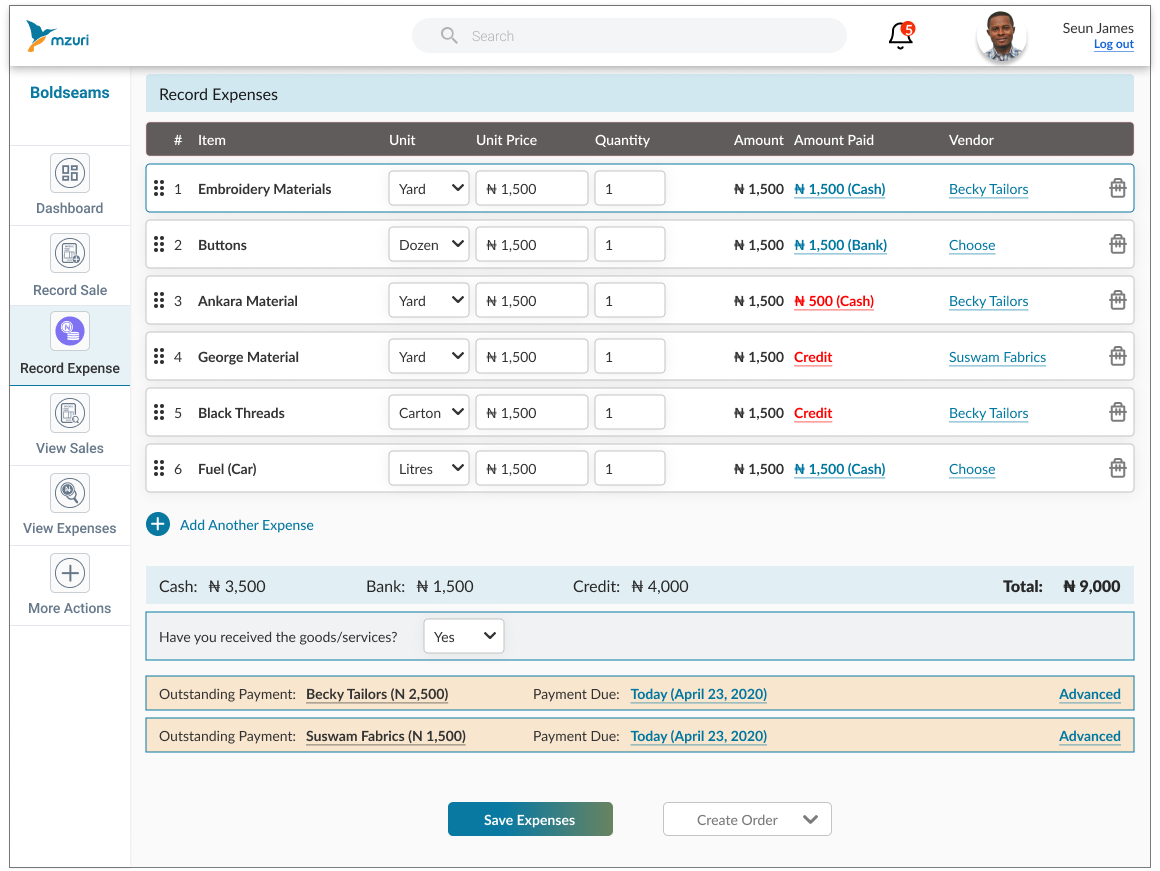 mzuri
Search
5
Seun James
Log out
Boldseams
Dashboard
Record Sale
Record Expense
View Sales
View Expenses
More Actions
Record Expenses
# Item Unit Unit Price Quantity Amount Amount Paid Vendor
1 Embroidery Materials Yard ₦ 1,500 1 ₦ 1,500 ₦ 1,500 (Cash) Becky Tailors
2 Buttons Dozen ₦ 1,500 1 ₦ 1,500 ₦ 1,500 (Bank) Choose
3 Ankara Material Yard ₦ 1,500 1 ₦ 1,500 ₦ 500 (Cash) Becky Tailors
4 George Material Yard ₦ 1,500 1 ₦ 1,500 Credit Suswam Fabrics
5 Black Threads Carton ₦ 1,500 1 ₦ 1,500 Credit Becky Tailors
6 Fuel (Car) Litres ₦ 1,500 1 ₦ 1,500 ₦ 1,500 (Cash) Choose
Add Another Expense
Cash: ₦ 3,500 Bank: ₦ 1,500 Credit: ₦ 4,000 Total: ₦ 9,000
Have you received the goods/services? Yes
Outstanding Payment: Becky Tailors (N 2,500) Payment Due: Today (April 23, 2020) Advanced
Outstanding Payment: Suswam Fabrics (N 1,500) Payment Due: Today (April 23, 2020) Advanced
Save Expenses
Create Order